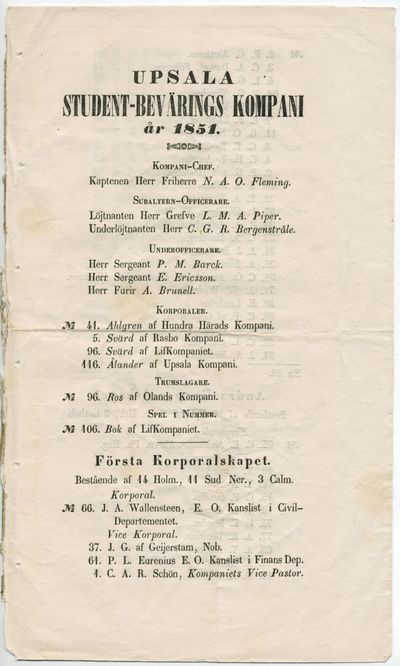 UPSALA
STUDENT-BEVÄRINGS KOMPANI
år 1851.
KOMPANI-CHEF.
Kaptenen Herr Friherre N. A. O. Fleming.
SUBALTERN-OFFICERARE.
Löjtnanten Herr Grefve L. M. A. Piper.
Underlöjtnanten Herr C. G. R. Bergenstråle.
UNDEROFFICERARE.
Herr Sergeant P. M. Barck.
Herr Sergeant E. Ericsson.
Herr Furir A. Brunell.
KORPORALER.
№ 41. Ahlgren af Hundra Härads Kompani.
5. Svärd af Rasbo Kompani.
96. Svärd af LifKompaniet.
116. Ålander af Upsala Kompani.
TRUMSLAGARE.
№ 96. Ros af Olands Kompani.
SPEL I NUMMER.
№ 106. Bok af LifKompaniet.
Första Korporalskapet.
Bestående af 14 Holm., 11 Sud Ner., 3 Calm.
Korporal.
№ 66. J. A. Wallensteen, E. O. Kanslist i Civil-
Departementet.
Vice Korporal.
37. J. G. af Geijerstam, Nob.
61. P. L. Eurenius E. O. Kanslist i Finans Dep.
1. C. A. R. Schön, Kompaniets Vice Pastor.